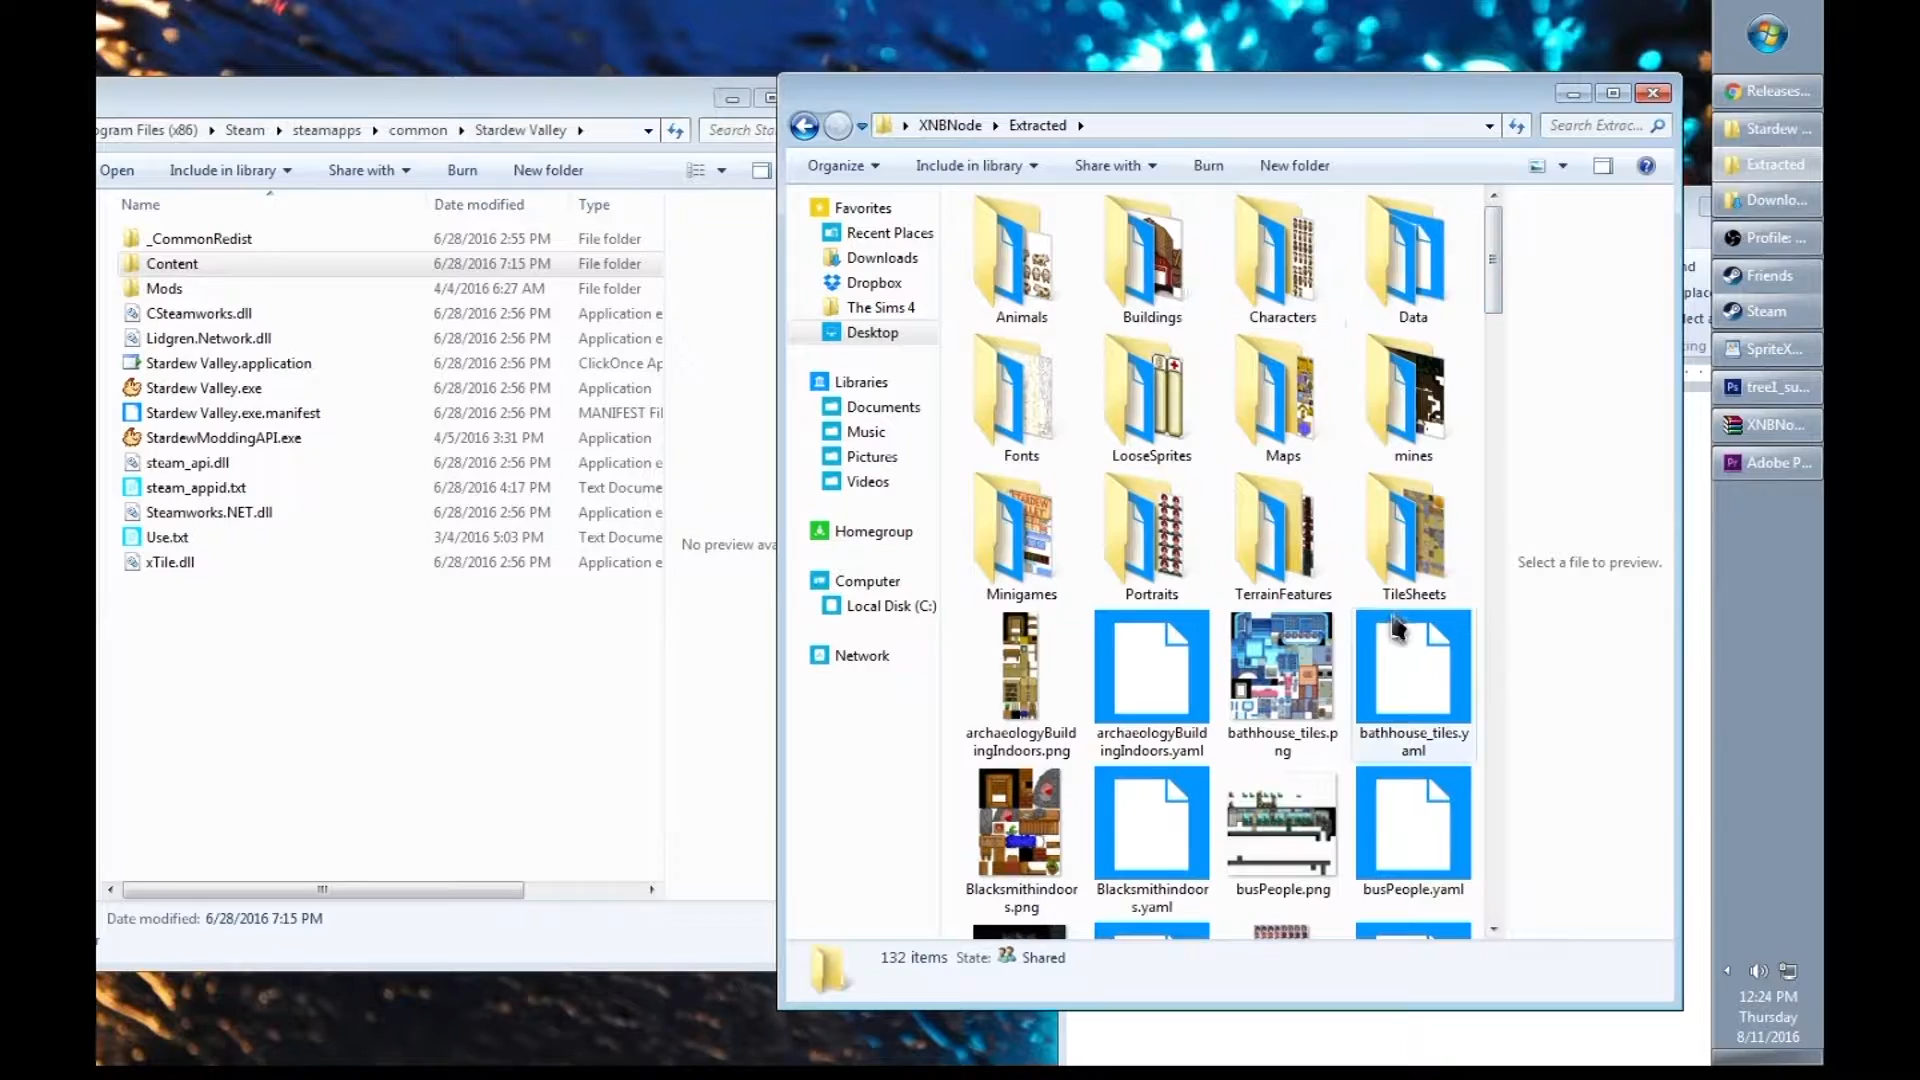 ogram Files (x86) Steam steamapps common Stardew Valley
Search Sta
Open Include in library Share with Burn New folder
Name Date modified Type
_CommonRedist 6/28/2016 2:55 PM File folder
Content 6/28/2016 7:15 PM File folder
Mods 4/4/2016 6:27 AM File folder
CSteamworks.dll 6/28/2016 2:56 PM Application e
Lidgren.Network.dll 6/28/2016 2:56 PM Application e
Stardew Valley.application 6/28/2016 2:56 PM ClickOnce Ap
Stardew Valley.exe 6/28/2016 2:56 PM Application
Stardew Valley.exe.manifest 6/28/2016 2:56 PM MANIFEST Fil
StardewModdingAPI.exe 4/5/2016 3:31 PM Application
steam_api.dll 6/28/2016 2:56 PM Application e
steam_appid.txt 6/28/2016 4:17 PM Text Docume
Steamworks.NET.dll 6/28/2016 2:56 PM Application e
Use.txt 3/4/2016 5:03 PM Text Docume
xTile.dll 6/28/2016 2:56 PM Application e
No preview ava
Date modified: 6/28/2016 7:15 PM
XNBNode Extracted
Search Extrac...
Organize Include in library Share with Burn New folder
Favorites
Recent Places
Downloads
Dropbox
The Sims 4
Desktop
Libraries
Documents
Music
Pictures
Videos
Homegroup
Computer
Local Disk (C:)
Network
Animals Buildings Characters Data
Fonts LooseSprites Maps mines
Minigames Portraits TerrainFeatures TileSheets
archaeologyBuild archaeologyBuild bathhouse_tiles.p bathhouse_tiles.y
ingIndoors.png ingIndoors.yaml ng aml
Blacksmithindoor Blacksmithindoor busPeople.png busPeople.yaml
s.png s.yaml
Select a file to preview.
132 items State: Shared
Releases...
Stardew ...
Extracted
Downlo...
Profile: ...
Friends
Steam
SpriteX...
Ps tree1_su...
XNBNo...
Pr Adobe P...
12:24 PM
Thursday
8/11/2016